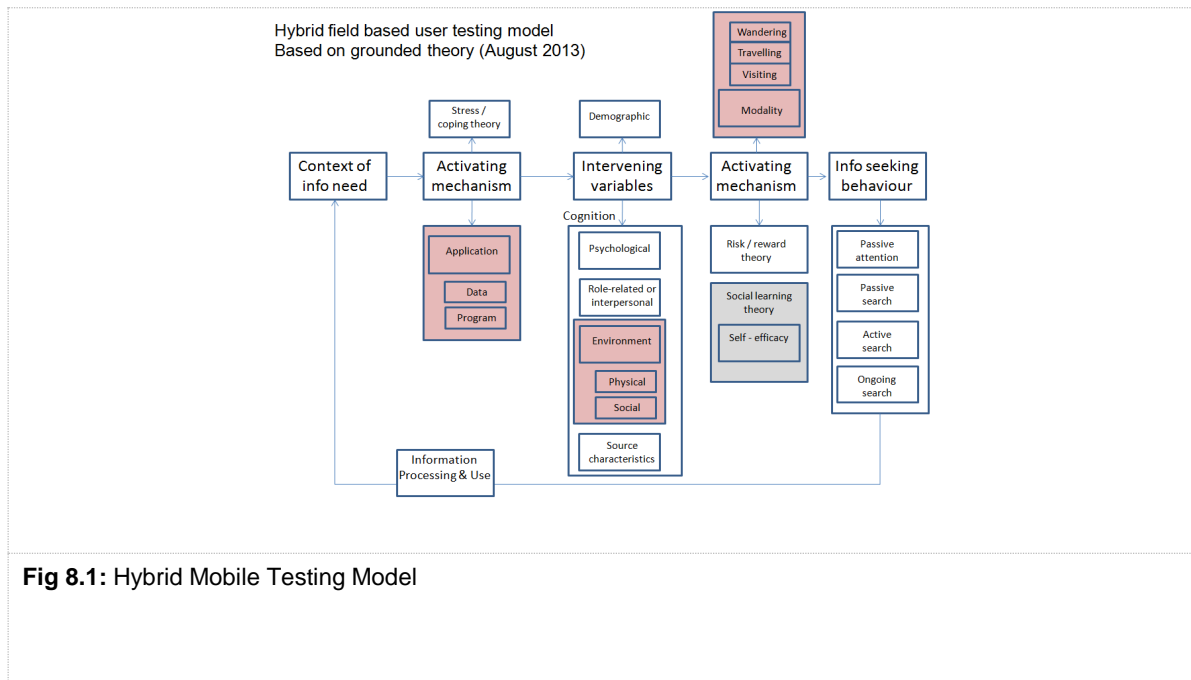 Hybrid field based user testing model
Based on grounded theory (August 2013)
Wandering
Travelling
Visiting
Modality
Stress /
coping theory
Demographic
Context of
info need
Activating
mechanism
Intervening
variables
Activating
mechanism
Info seeking
behaviour
Cognition
Application
Data
Program
Psychological
Role-related or
interpersonal
Environment
Physical
Social
Source
characteristics
Risk / reward
theory
Social learning
theory
Self - efficacy
Passive
attention
Passive
search
Active
search
Ongoing
search
Information
Processing & Use
Fig 8.1: Hybrid Mobile Testing Model